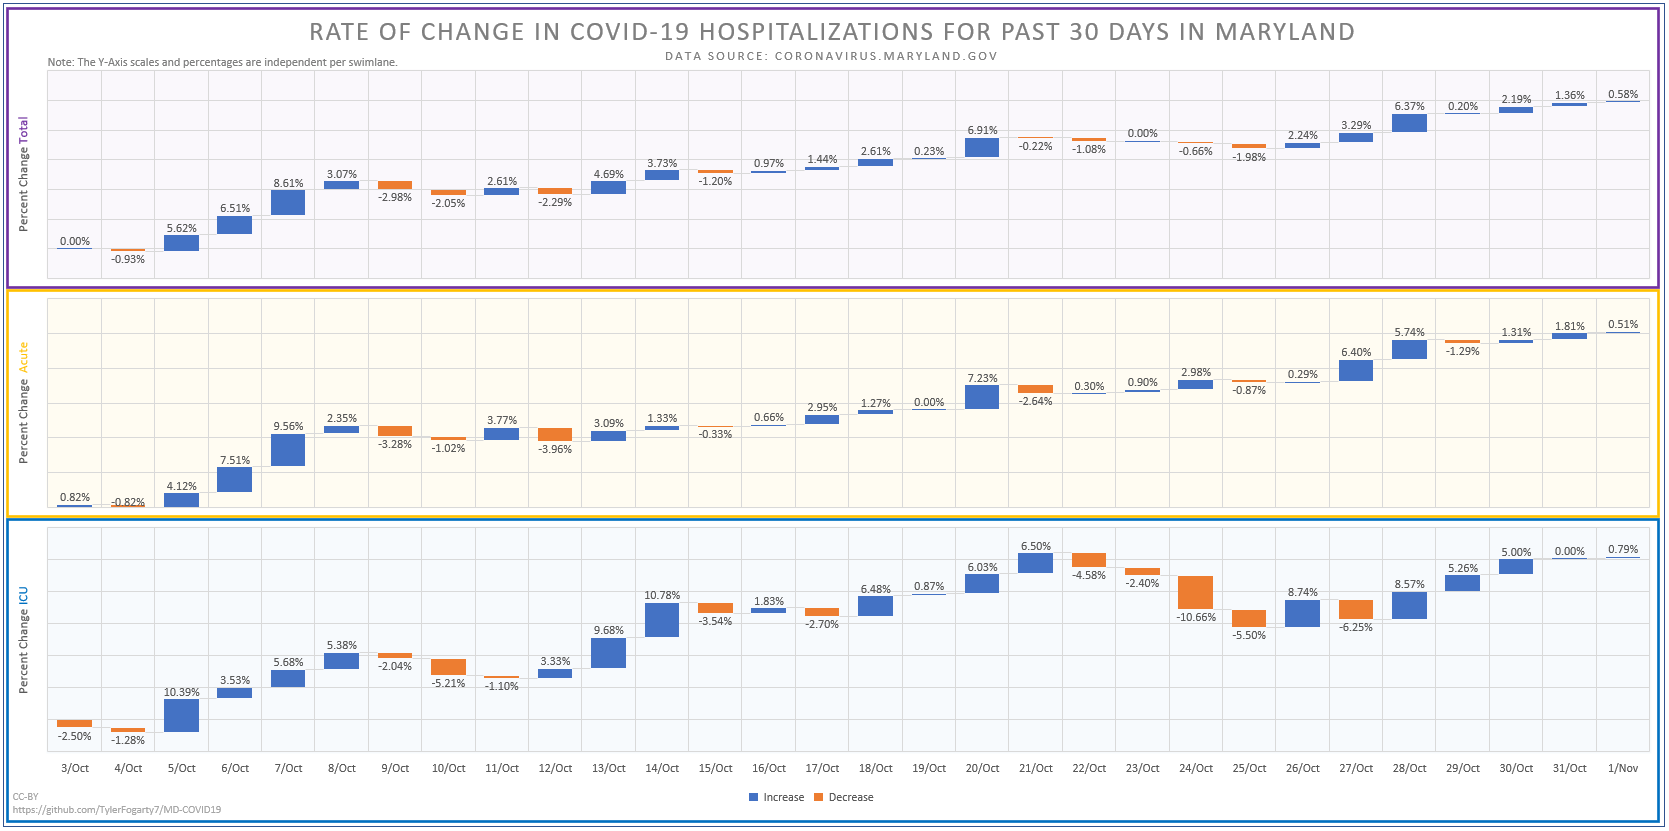 RATE OF CHANGE IN COVID-19 HOSPITALIZATIONS FOR PAST 30 DAYS IN MARYLAND
DATA SOURCE: CORONAVIRUS.MARYLAND.GOV
Note: The Y-Axis scales and percentages are independent per swimlane.
Percent Change Total
0.00% -0.93% 5.62% 6.51% 8.61% 3.07% -2.98% -2.05% 2.61% -2.29% 4.69% 3.73% -1.20% 0.97% 1.44% 2.61% 0.23% 6.91% -0.22% -1.08% 0.00% -0.66% -1.98% 2.24% 3.29% 6.37% 0.20% 2.19% 1.36% 0.58%
Percent Change Acute
0.82% -0.82% 4.12% 7.51% 9.56% 2.35% -3.28% -1.02% 3.77% -3.96% 3.09% 1.33% -0.33% 0.66% 2.95% 1.27% 0.00% 7.23% -2.64% 0.30% 0.90% 2.98% -0.87% 0.29% 6.40% 5.74% -1.29% 1.31% 1.81% 0.51%
Percent Change ICU
-2.50% -1.28% 10.39% 3.53% 5.68% 5.38% -2.04% -5.21% -1.10% 3.33% 9.68% 10.78% -3.54% 1.83% -2.70% 6.48% 0.87% 6.03% 6.50% -4.58% -2.40% -10.66% -5.50% 8.74% -6.25% 8.57% 5.26% 5.00% 0.00% 0.79%
3/Oct 4/Oct 5/Oct 6/Oct 7/Oct 8/Oct 9/Oct 10/Oct 11/Oct 12/Oct 13/Oct 14/Oct 15/Oct 16/Oct 17/Oct 18/Oct 19/Oct 20/Oct 21/Oct 22/Oct 23/Oct 24/Oct 25/Oct 26/Oct 27/Oct 28/Oct 29/Oct 30/Oct 31/Oct 1/Nov
Increase Decrease
CC-BY
https://github.com/TylerFogarty7/MD-COVID19